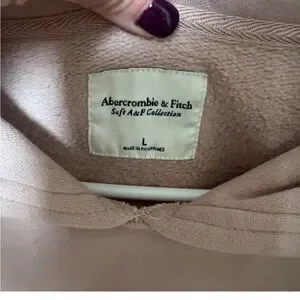 Abercrombie & Fitch
Soft A&F Collection
L
MADE IN PHILIPPINES